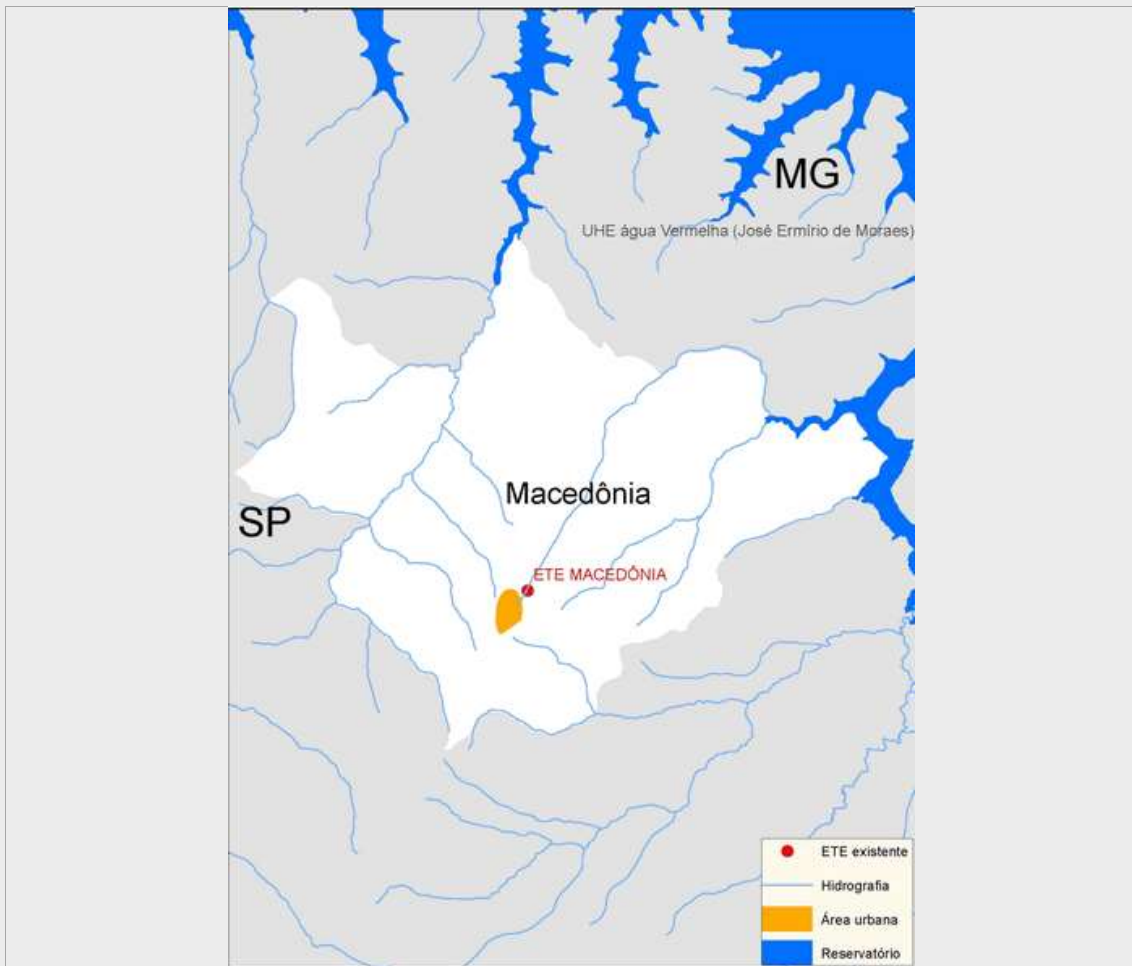 MG
UHE água Vermelha (José Ermírio de Moraes)
Macedônia
SP
ETE MACEDÔNIA
ETE existente
Hidrografia
Área urbana
Reservatório